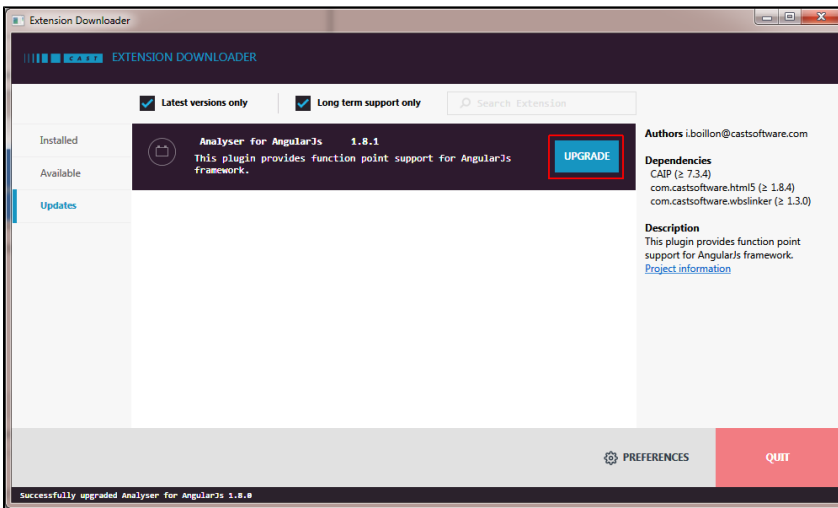 Extension Downloader
CAST EXTENSION DOWNLOADER
Latest versions only
Long term support only
Search Extension
Installed
Available
Updates
Analyser for AngularJs 1.8.1
This plugin provides function point support for AngularJs
framework.
UPGRADE
Authors i.boillon@castsoftware.com
Dependencies
CAIP (≥ 7.3.4)
com.castsoftware.html5 (≥ 1.8.4)
com.castsoftware.wbslinker (≥ 1.3.0)
Description
This plugin provides function point
support for AngularJs framework.
Project information
PREFERENCES
QUIT
Successfully upgraded Analyser for AngularJs 1.8.0